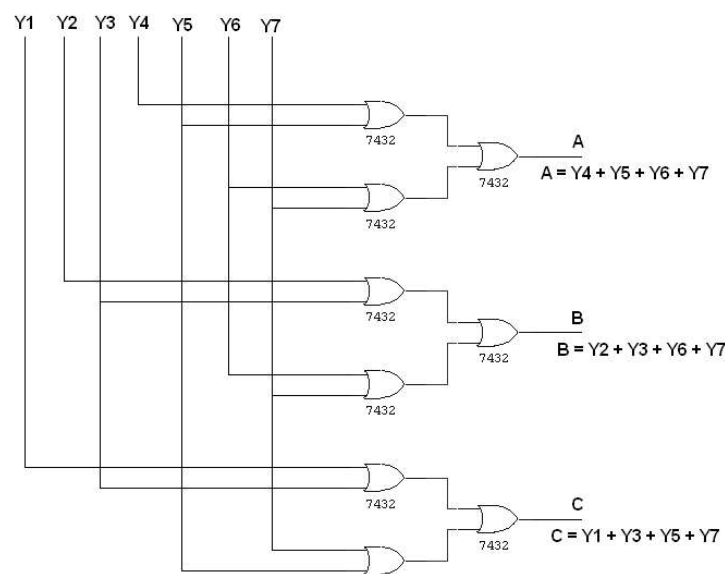 Y1 Y2 Y3 Y4 Y5 Y6 Y7
7432
A
7432
A = Y4 + Y5 + Y6 + Y7
7432
7432
B
7432
B = Y2 + Y3 + Y6 + Y7
7432
7432
C
7432
C = Y1 + Y3 + Y5 + Y7